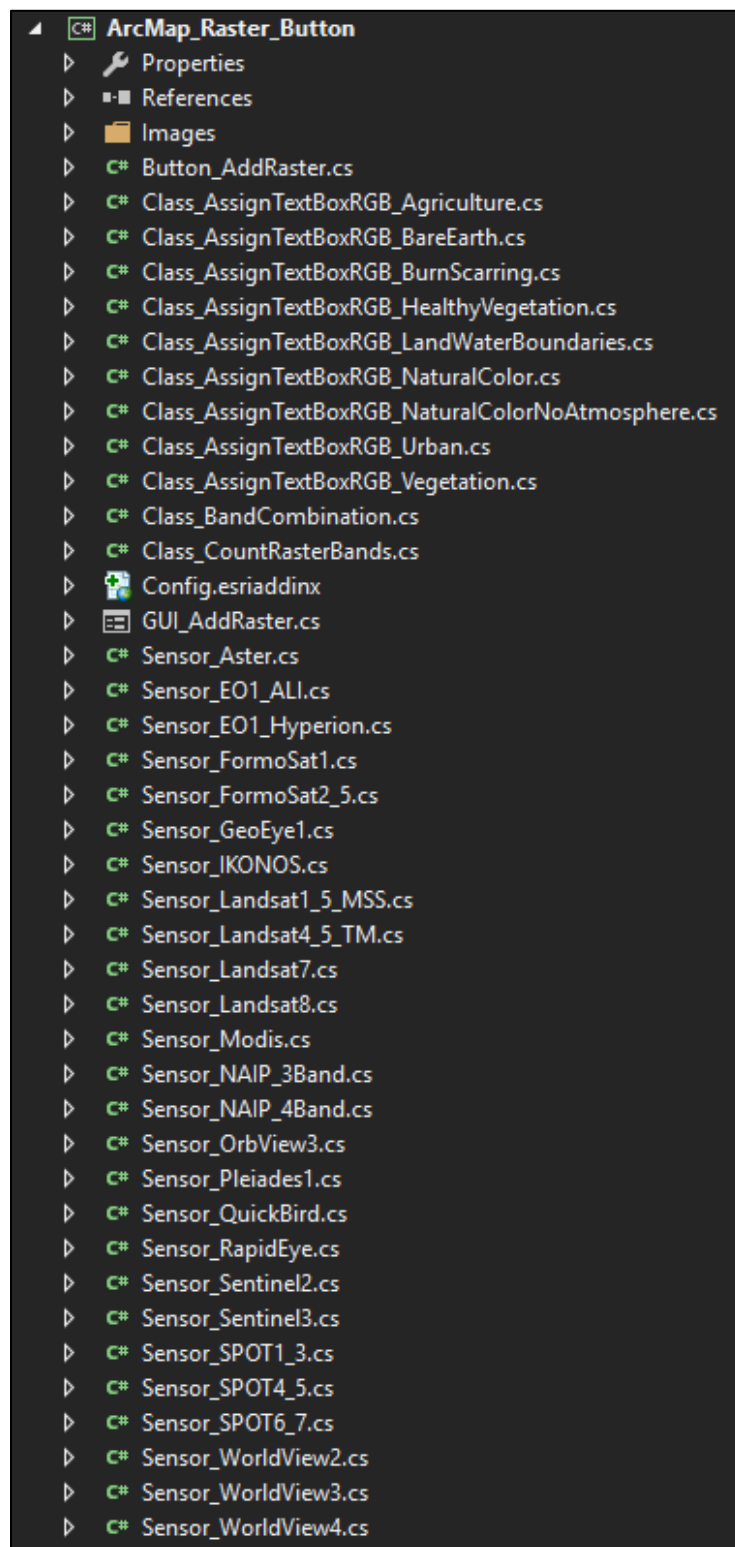 C# ArcMap_Raster_Button
Properties
References
Images
C# Button_AddRaster.cs
C# Class_AssignTextBoxRGB_Agriculture.cs
C# Class_AssignTextBoxRGB_BareEarth.cs
C# Class_AssignTextBoxRGB_BurnScarring.cs
C# Class_AssignTextBoxRGB_HealthyVegetation.cs
C# Class_AssignTextBoxRGB_LandWaterBoundaries.cs
C# Class_AssignTextBoxRGB_NaturalColor.cs
C# Class_AssignTextBoxRGB_NaturalColorNoAtmosphere.cs
C# Class_AssignTextBoxRGB_Urban.cs
C# Class_AssignTextBoxRGB_Vegetation.cs
C# Class_BandCombination.cs
C# Class_CountRasterBands.cs
Config.esriaddinx
GUI_AddRaster.cs
C# Sensor_Aster.cs
C# Sensor_EO1_ALI.cs
C# Sensor_EO1_Hyperion.cs
C# Sensor_FormoSat1.cs
C# Sensor_FormoSat2_5.cs
C# Sensor_GeoEye1.cs
C# Sensor_IKONOS.cs
C# Sensor_Landsat1_5_MSS.cs
C# Sensor_Landsat4_5_TM.cs
C# Sensor_Landsat7.cs
C# Sensor_Landsat8.cs
C# Sensor_Modis.cs
C# Sensor_NAIP_3Band.cs
C# Sensor_NAIP_4Band.cs
C# Sensor_OrbView3.cs
C# Sensor_Pleiades1.cs
C# Sensor_QuickBird.cs
C# Sensor_RapidEye.cs
C# Sensor_Sentinel2.cs
C# Sensor_Sentinel3.cs
C# Sensor_SPOT1_3.cs
C# Sensor_SPOT4_5.cs
C# Sensor_SPOT6_7.cs
C# Sensor_WorldView2.cs
C# Sensor_WorldView3.cs
C# Sensor_WorldView4.cs